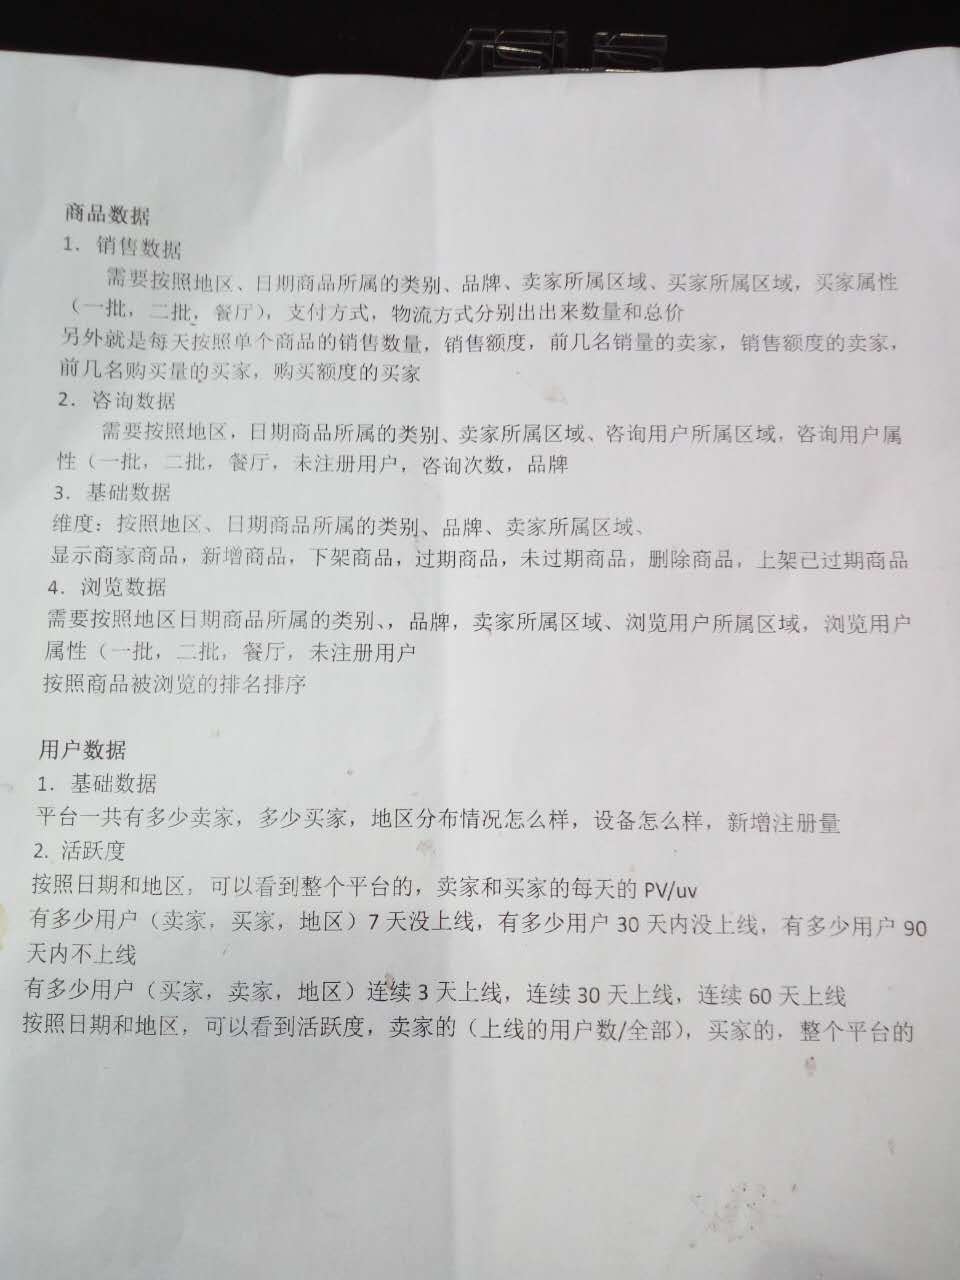 商品数据
1. 销售数据
需要按照地区、日期商品所属的类别、品牌、卖家所属区域、买家所属区域，买家属性
（一批，二批，餐厅），支付方式，物流方式分别出出来数量和总价
另外就是每天按照单个商品的销售数量，销售额度，前几名销量的卖家，销售额度的卖家，
前几名购买量的买家，购买额度的买家
2. 咨询数据
需要按照地区，日期商品所属的类别、卖家所属区域、咨询用户所属区域，咨询用户属
性（一批，二批，餐厅，未注册用户，咨询次数，品牌
3. 基础数据
维度：按照地区、日期商品所属的类别、品牌、卖家所属区域、
显示商家商品，新增商品，下架商品，过期商品，未过期商品，删除商品，上架已过期商品
4. 浏览数据
需要按照地区日期商品所属的类别、，品牌，卖家所属区域、浏览用户所属区域，浏览用户
属性（一批，二批，餐厅，未注册用户
按照商品被浏览的排名排序
用户数据
1. 基础数据
平台一共有多少卖家，多少买家，地区分布情况怎么样，设备怎么样，新增注册量
2. 活跃度
按照日期和地区，可以看到整个平台的，卖家和买家的每天的 PV/uv
有多少用户（卖家，买家，地区）7 天没上线，有多少用户 30 天内没上线，有多少用户 90
天内不上线
有多少用户（买家，卖家，地区）连续 3 天上线，连续 30 天上线，连续 60 天上线
按照日期和地区，可以看到活跃度，卖家的（上线的用户数/全部），买家的，整个平台的